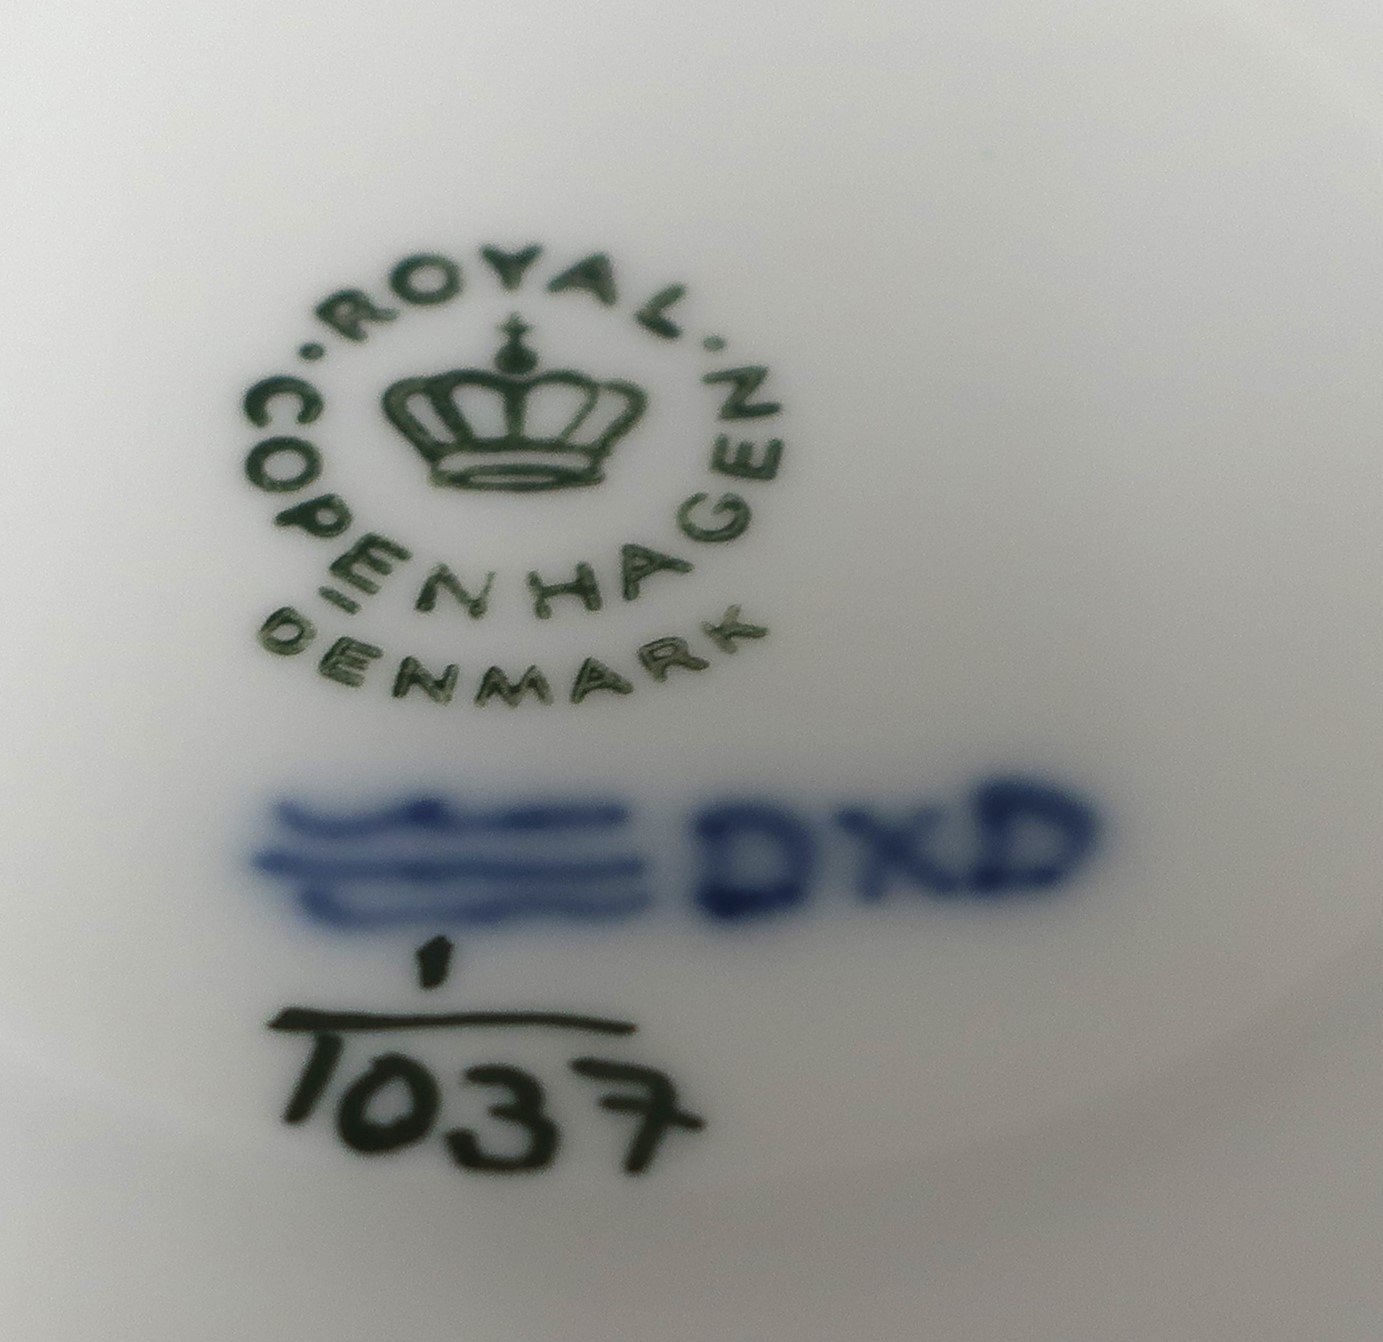 ·ROYAL·
COPENHAGEN
DENMARK
DXD
1
1037